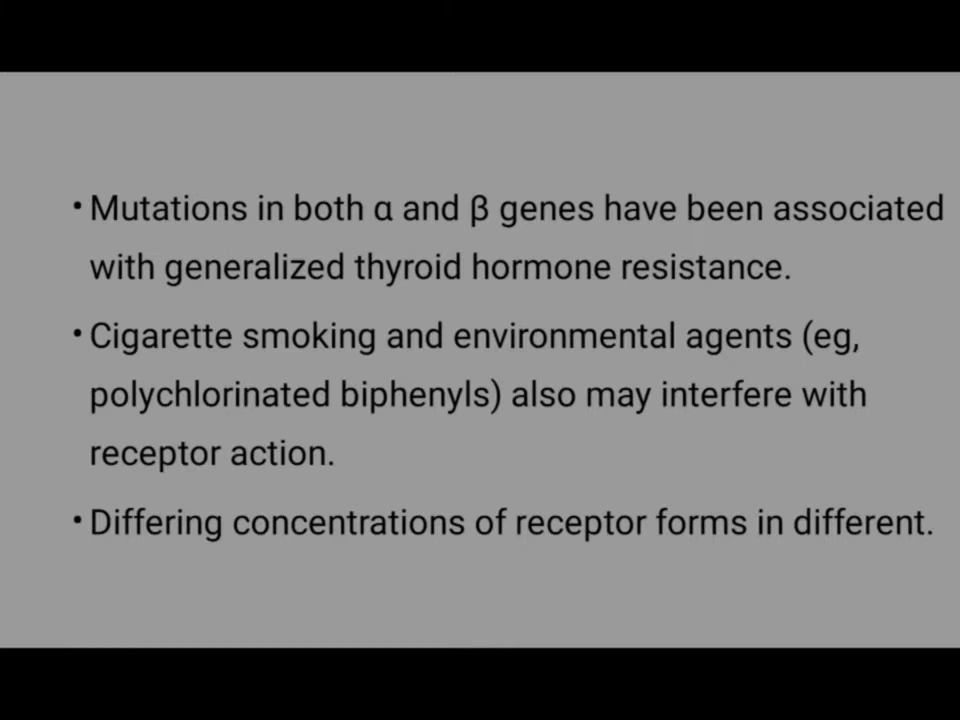 • Mutations in both α and β genes have been associated
with generalized thyroid hormone resistance.
• Cigarette smoking and environmental agents (eg,
polychlorinated biphenyls) also may interfere with
receptor action.
• Differing concentrations of receptor forms in different.